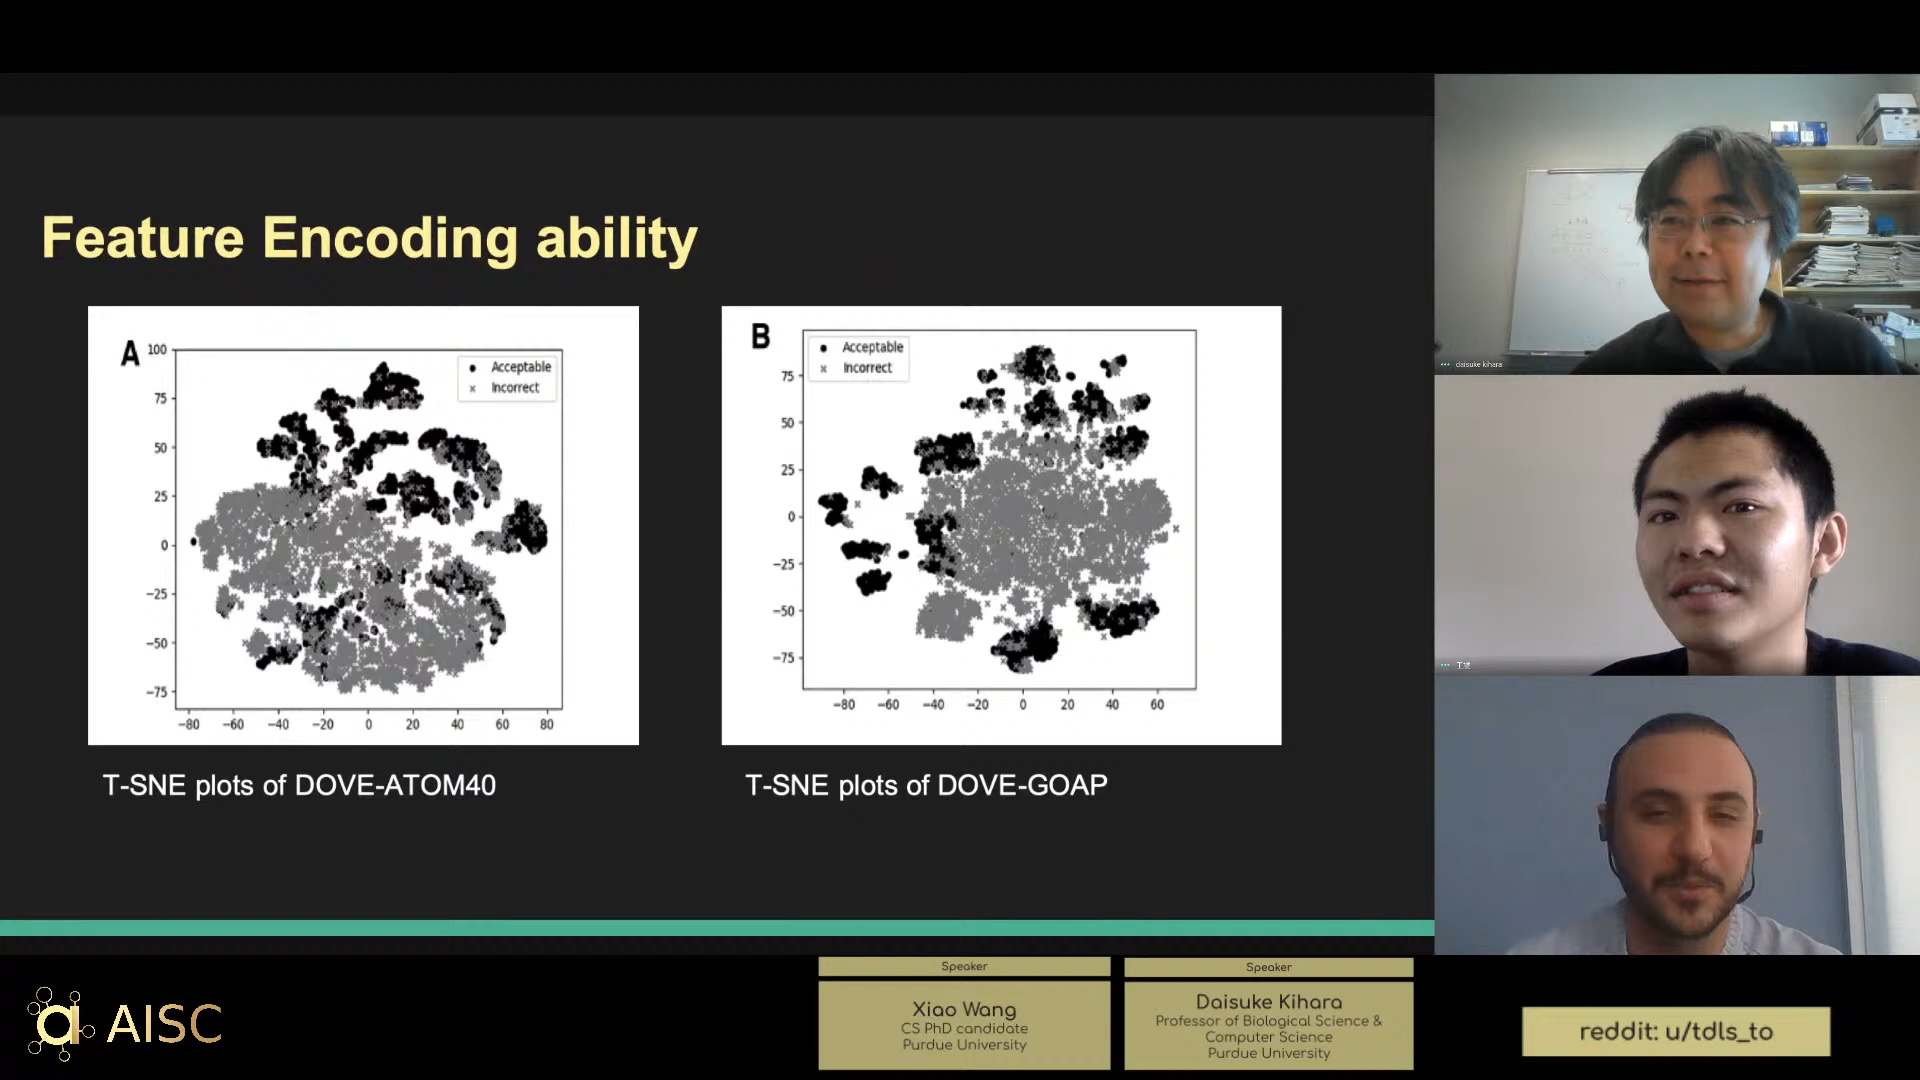 Feature Encoding ability
A
Acceptable
Incorrect
100
75
50
25
0
−25
−50
−75
−80 −60 −40 −20 0 20 40 60 80
B
Acceptable
Incorrect
75
50
25
0
−25
−50
−75
−80 −60 −40 −20 0 20 40 60
T-SNE plots of DOVE-ATOM40
T-SNE plots of DOVE-GOAP
daisuke kihara
AISC
Speaker
Xiao Wang
CS PhD candidate
Purdue University
Speaker
Daisuke Kihara
Professor of Biological Science &
Computer Science
Purdue University
reddit: u/tdls_to